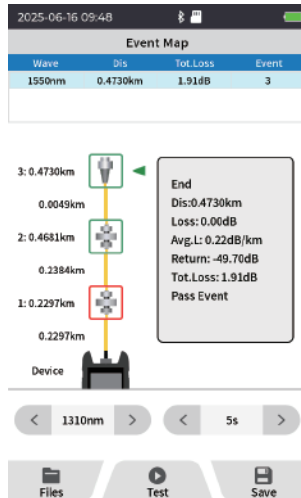 2025-06-16 09:48
Event Map
Wave Dis Tot.Loss Event
1550nm 0.4730km 1.91dB 3
3: 0.4730km
0.0049km
2: 0.4681km
0.2384km
1: 0.2297km
0.2297km
Device
End
Dis:0.4730km
Loss: 0.00dB
Avg.L: 0.22dB/km
Return: -49.70dB
Tot.Loss: 1.91dB
Pass Event
< 1310nm > < 5s >
Files Test Save